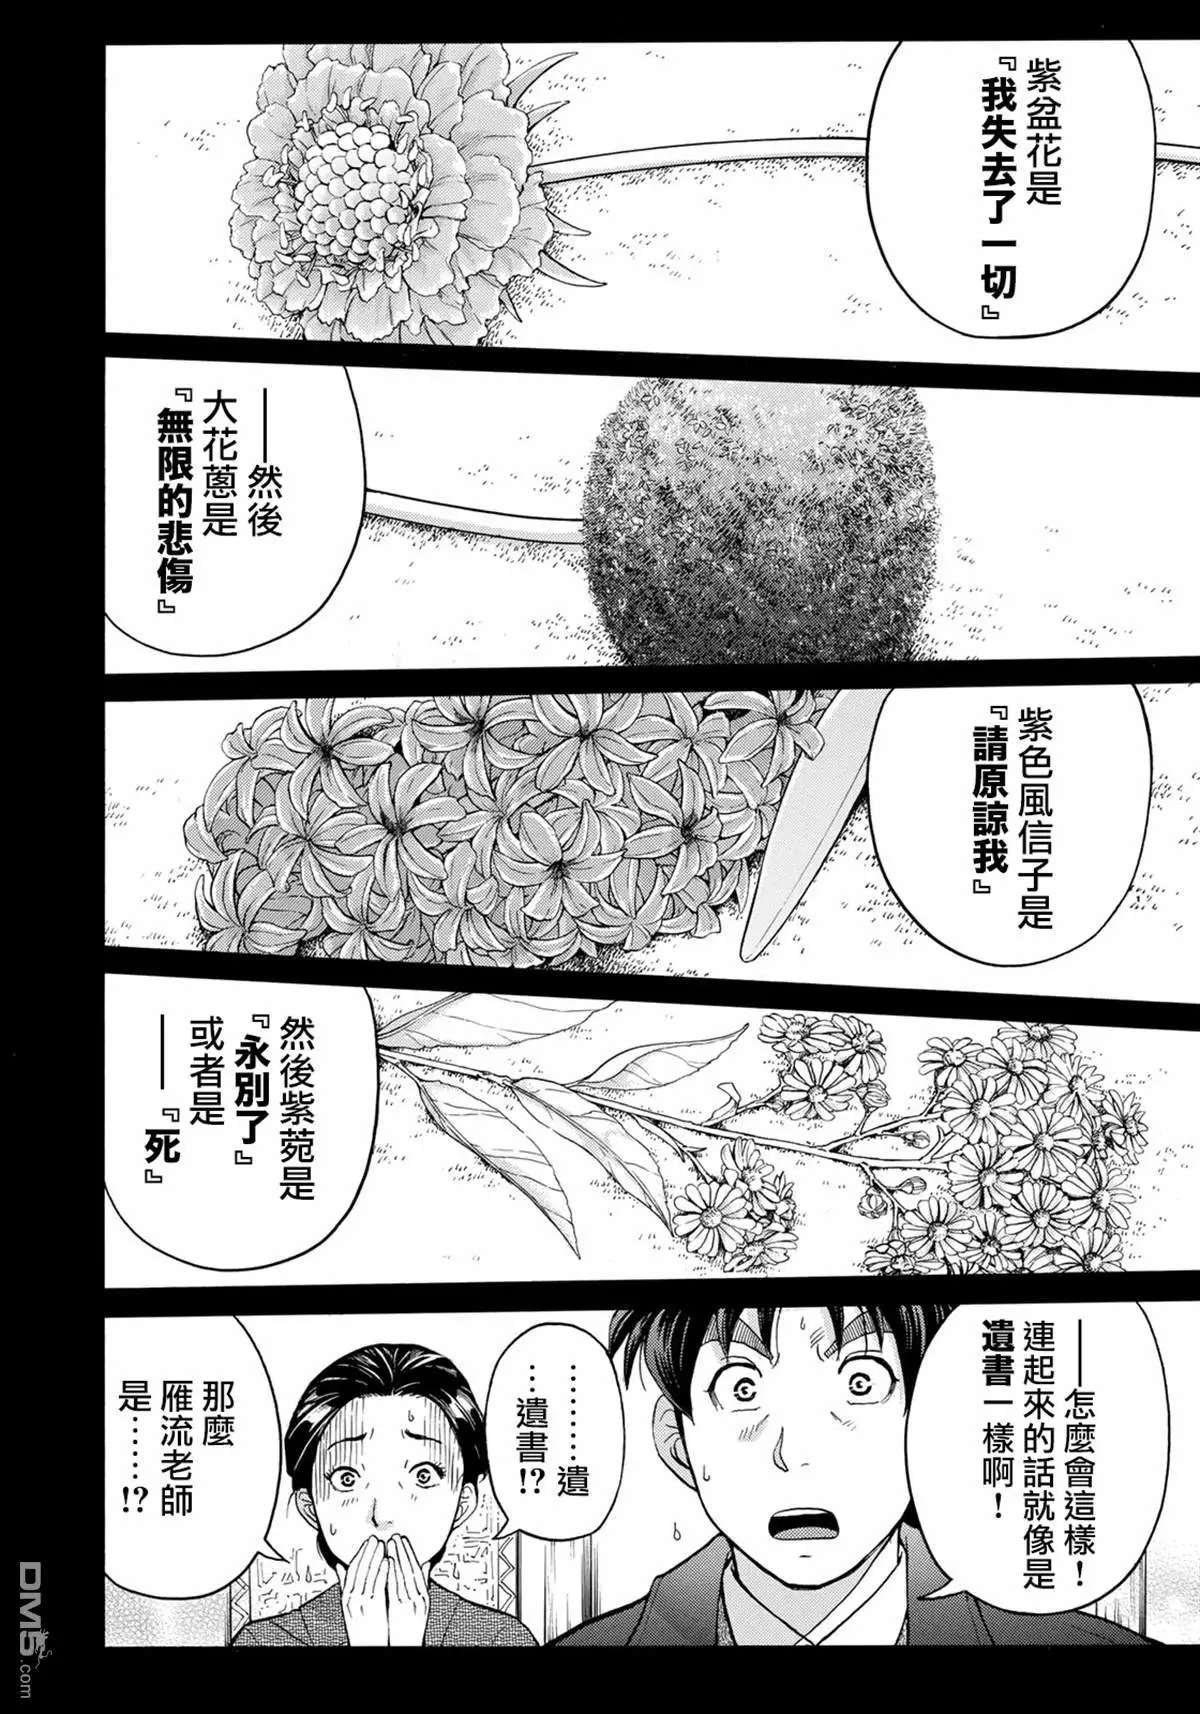 紫盆花是
『我失去了一切』
——然後
大花蔥是
『無限的悲傷』
紫色風信子是
『請原諒我』
然後紫菀是
『永別了』
或者是
——『死』
——怎麼會這樣！
連起來的話就像是
遺書一樣啊！
……遺
…遺書!?
那麼
雁流老師
是……!?
DM5.com